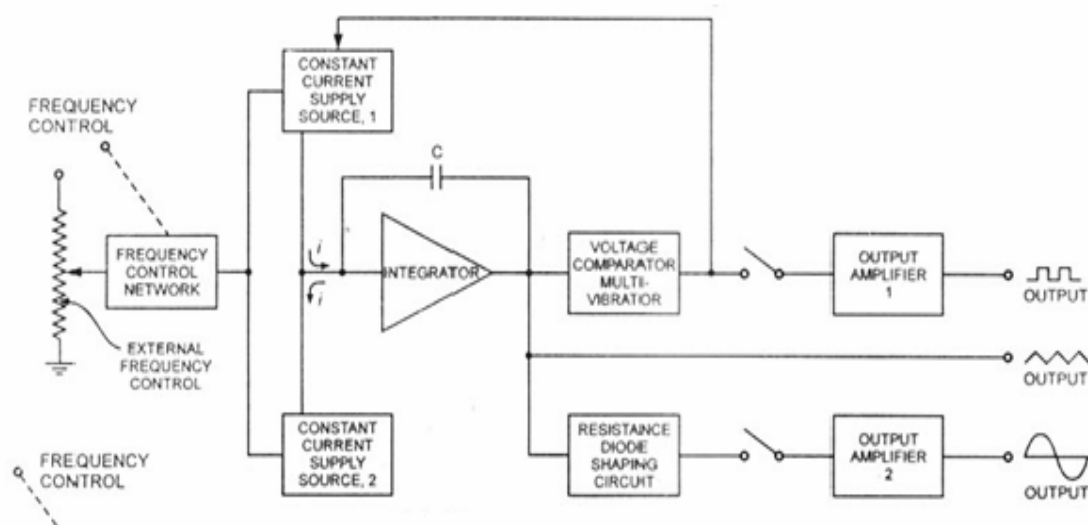 CONSTANT
CURRENT
SUPPLY
SOURCE, 1
FREQUENCY
CONTROL
C
FREQUENCY
CONTROL
NETWORK
i
i
INTEGRATOR
VOLTAGE
COMPARATOR
MULTI-
VIBRATIOR
OUTPUT
AMPLIFIER
1
OUTPUT
EXTERNAL
FREQUENCY
CONTROL
OUTPUT
CONSTANT
CURRENT
SUPPLY
SOURCE, 2
RESISTANCE
DIODE
SHAPING
CIRCUIT
OUTPUT
AMPLIFIER
2
OUTPUT
FREQUENCY
CONTROL